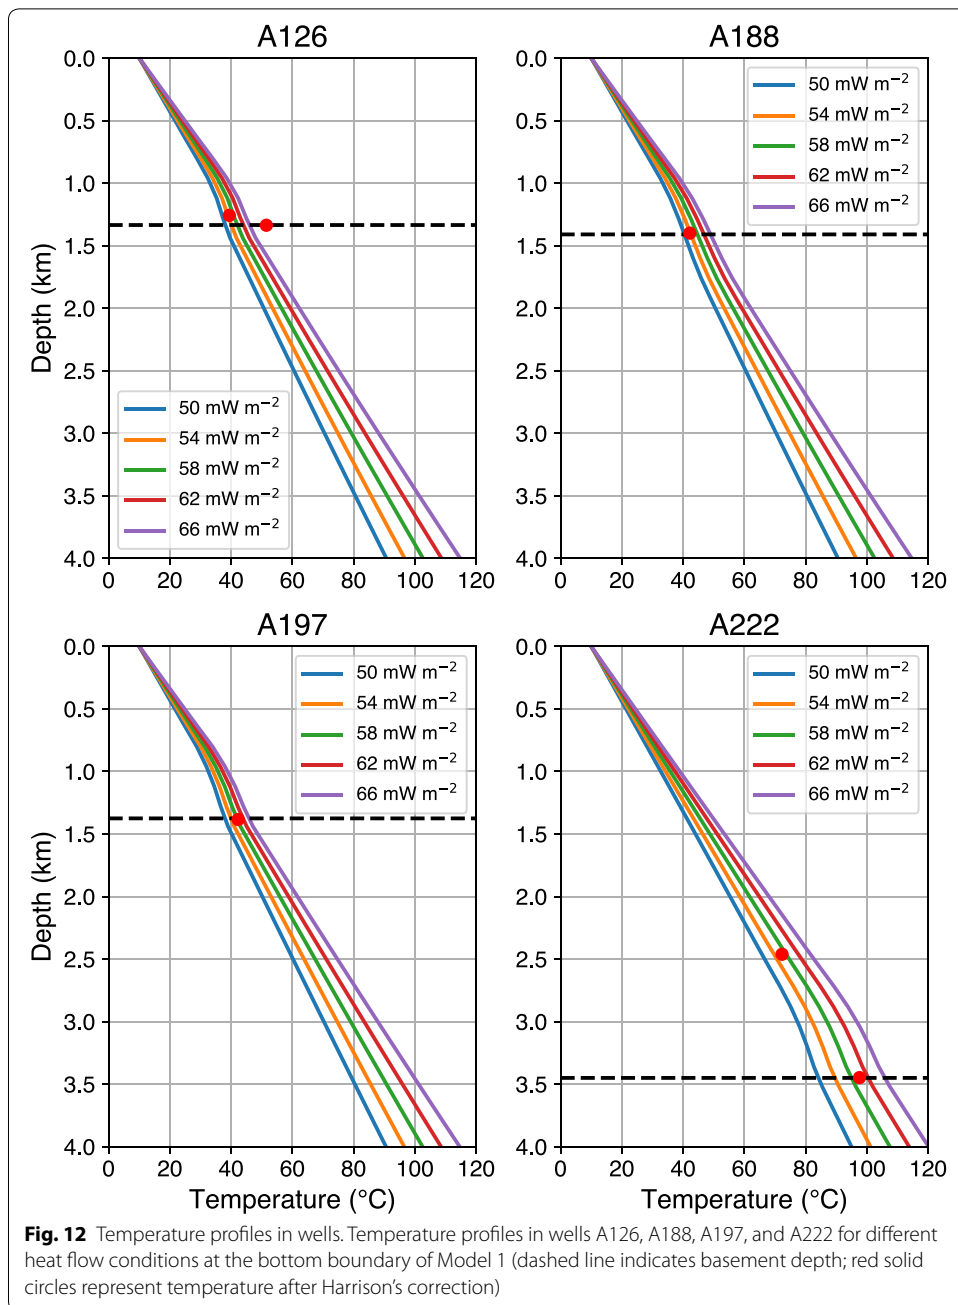 A126
0.0
0.5
1.0
1.5
2.0
2.5
3.0
3.5
4.0
Depth (km)
50 mW m⁻²
54 mW m⁻²
58 mW m⁻²
62 mW m⁻²
66 mW m⁻²
0 20 40 60 80 100 120
A188
0.0
0.5
1.0
1.5
2.0
2.5
3.0
3.5
4.0
50 mW m⁻²
54 mW m⁻²
58 mW m⁻²
62 mW m⁻²
66 mW m⁻²
0 20 40 60 80 100 120
A197
0.0
0.5
1.0
1.5
2.0
2.5
3.0
3.5
4.0
Depth (km)
50 mW m⁻²
54 mW m⁻²
58 mW m⁻²
62 mW m⁻²
66 mW m⁻²
0 20 40 60 80 100 120
Temperature (°C)
A222
0.0
0.5
1.0
1.5
2.0
2.5
3.0
3.5
4.0
50 mW m⁻²
54 mW m⁻²
58 mW m⁻²
62 mW m⁻²
66 mW m⁻²
0 20 40 60 80 100 120
Temperature (°C)
Fig. 12 Temperature profiles in wells. Temperature profiles in wells A126, A188, A197, and A222 for different
heat flow conditions at the bottom boundary of Model 1 (dashed line indicates basement depth; red solid
circles represent temperature after Harrison's correction)